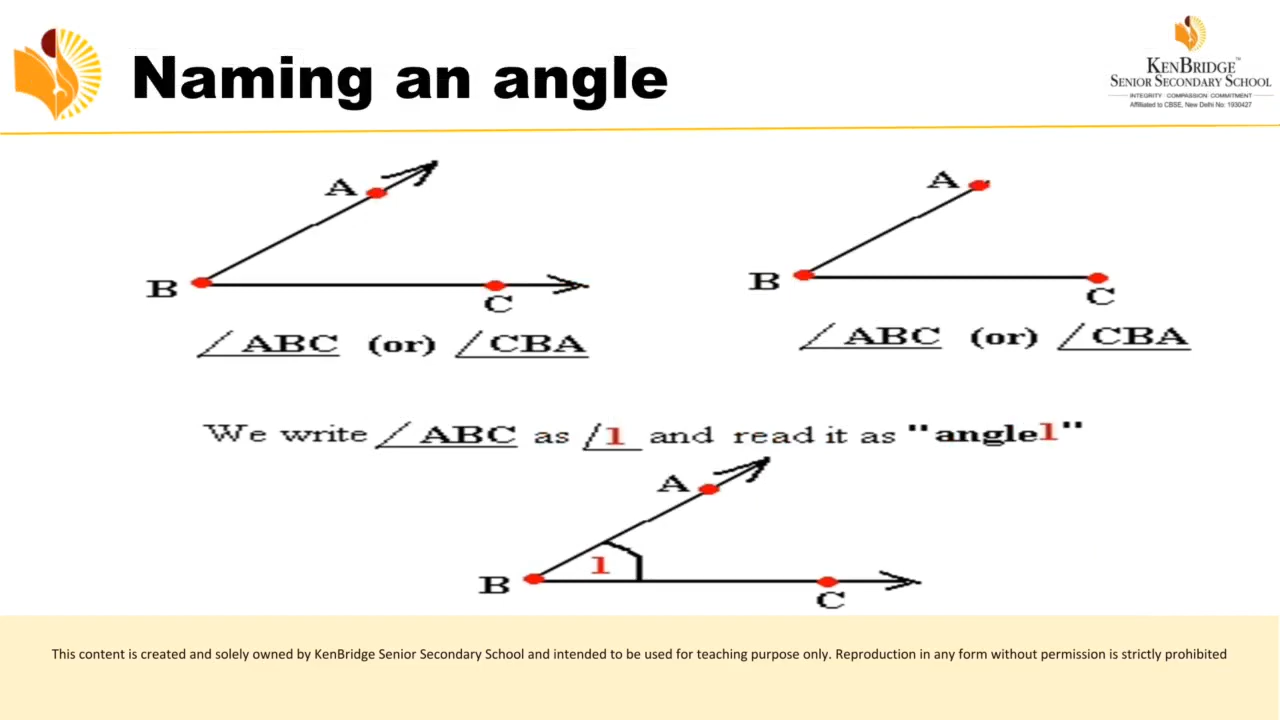 Naming an angle
KENBRIDGE™
SENIOR SECONDARY SCHOOL
INTEGRITY COMPASSION COMMITMENT
Affiliated to CBSE, New Delhi No: 1930427
A
B
C
∠ABC (or) ∠CBA
A
B
C
∠ABC (or) ∠CBA
We write ∠ABC as ∠1 and read it as "angle1"
A
B
1
C
This content is created and solely owned by KenBridge Senior Secondary School and intended to be used for teaching purpose only. Reproduction in any form without permission is strictly prohibited